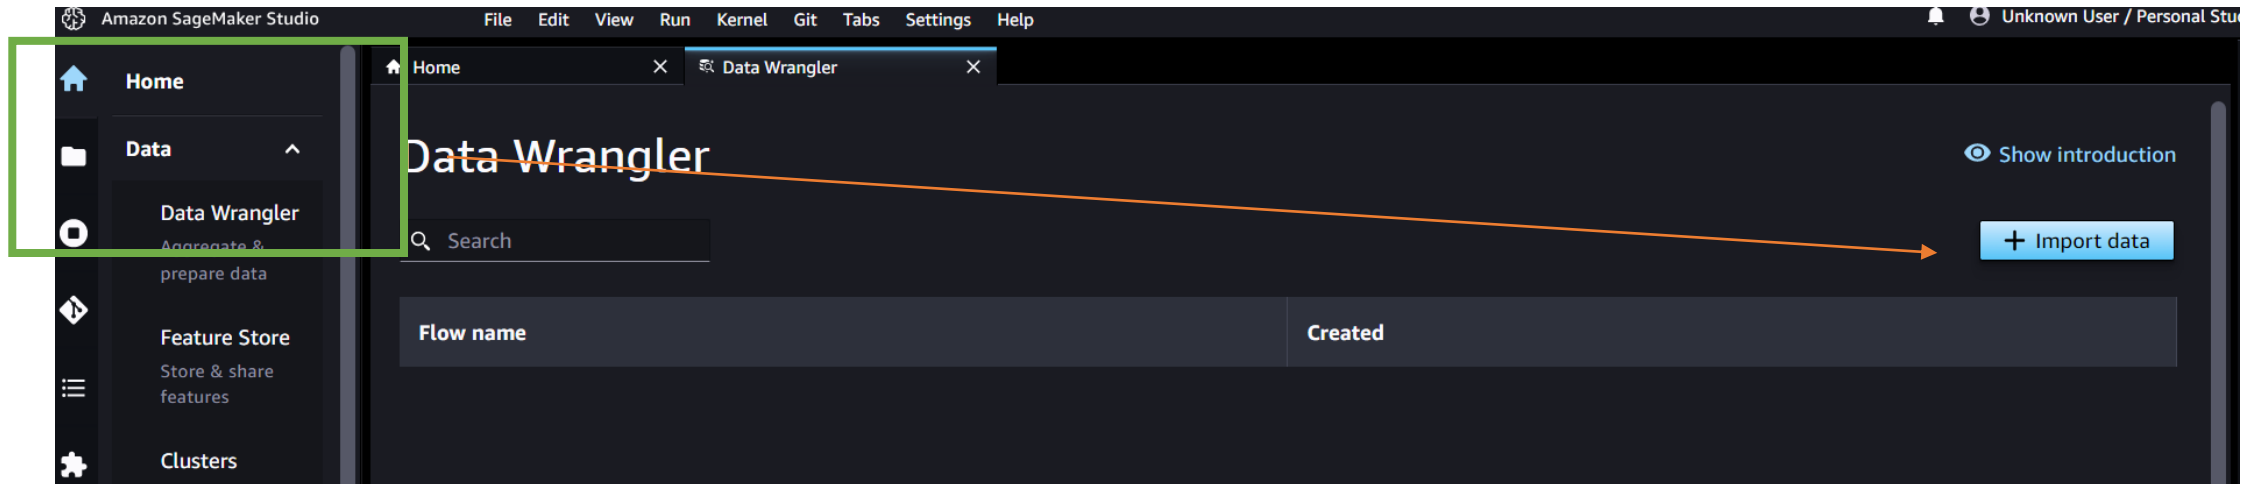 Amazon SageMaker Studio
File Edit View Run Kernel Git Tabs Settings Help
Unknown User / Personal Stu
Home
Data
Data Wrangler
Aggregate &
prepare data
Feature Store
Store & share
features
Clusters
Home
Data Wrangler
Data Wrangler
Show introduction
Search
+ Import data
Flow name
Created